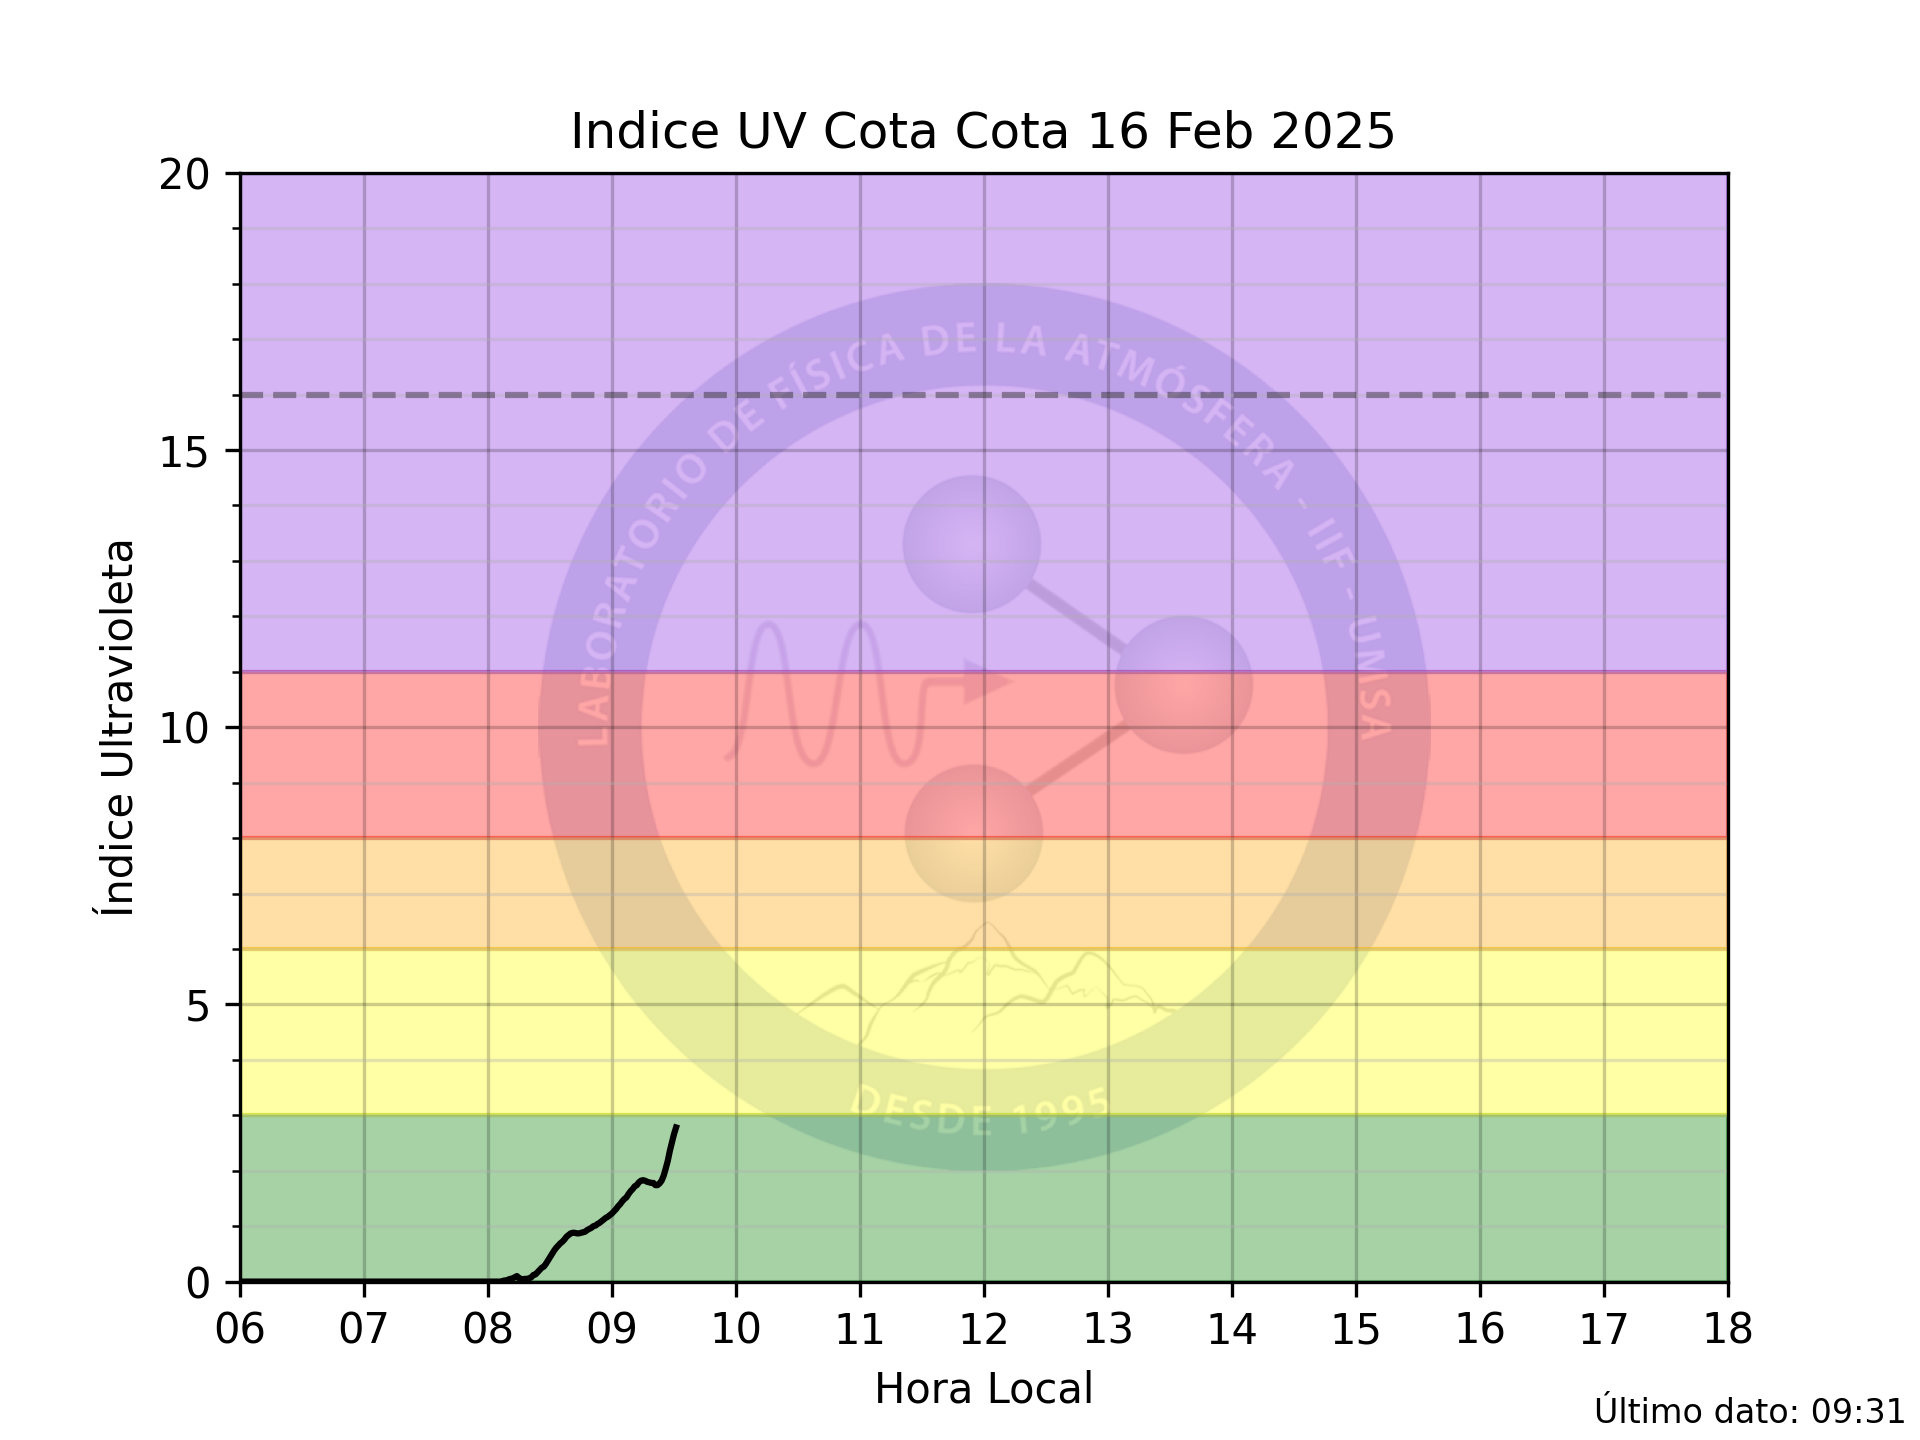 Indice UV Cota Cota 16 Feb 2025
20
15
10
5
0
Índice Ultravioleta
LABORATORIO DE FÍSICA DE LA ATMÓSFERA - IIF - UMSA
DESDE 1995
06 07 08 09 10 11 12 13 14 15 16 17 18
Hora Local
Último dato: 09:31